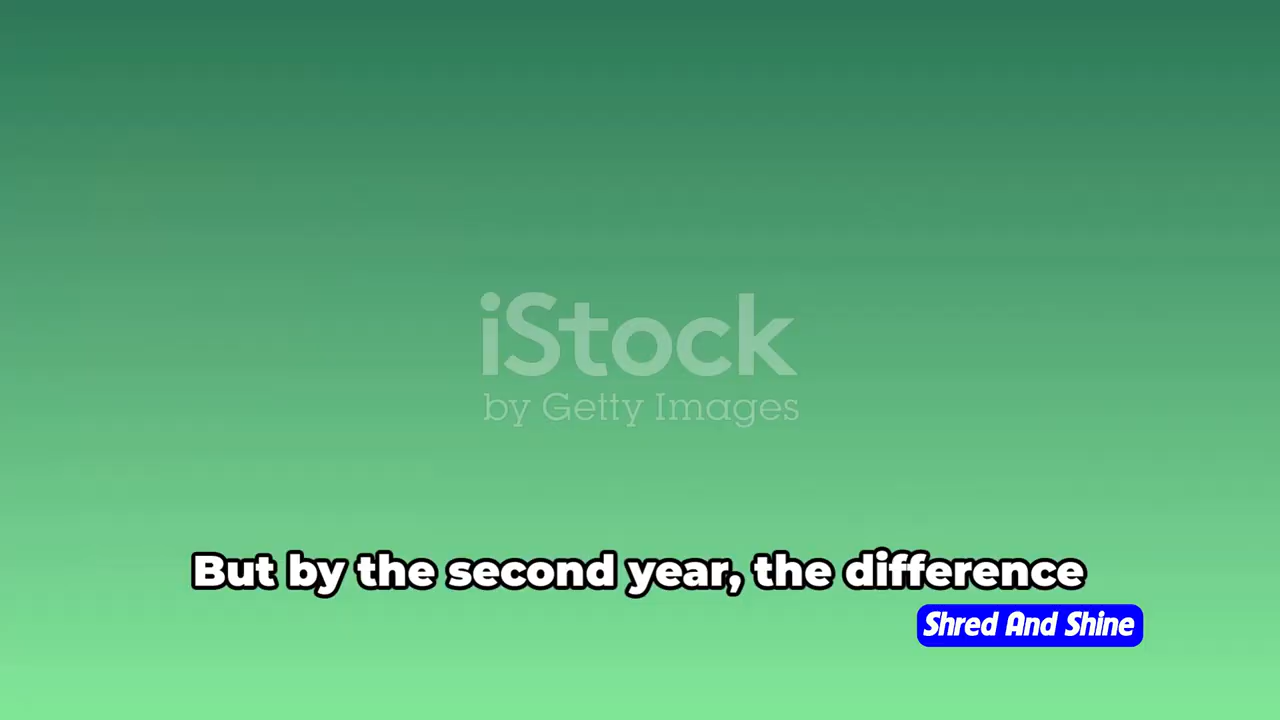 iStock
by Getty Images
But by the second year, the difference
Shred And Shine